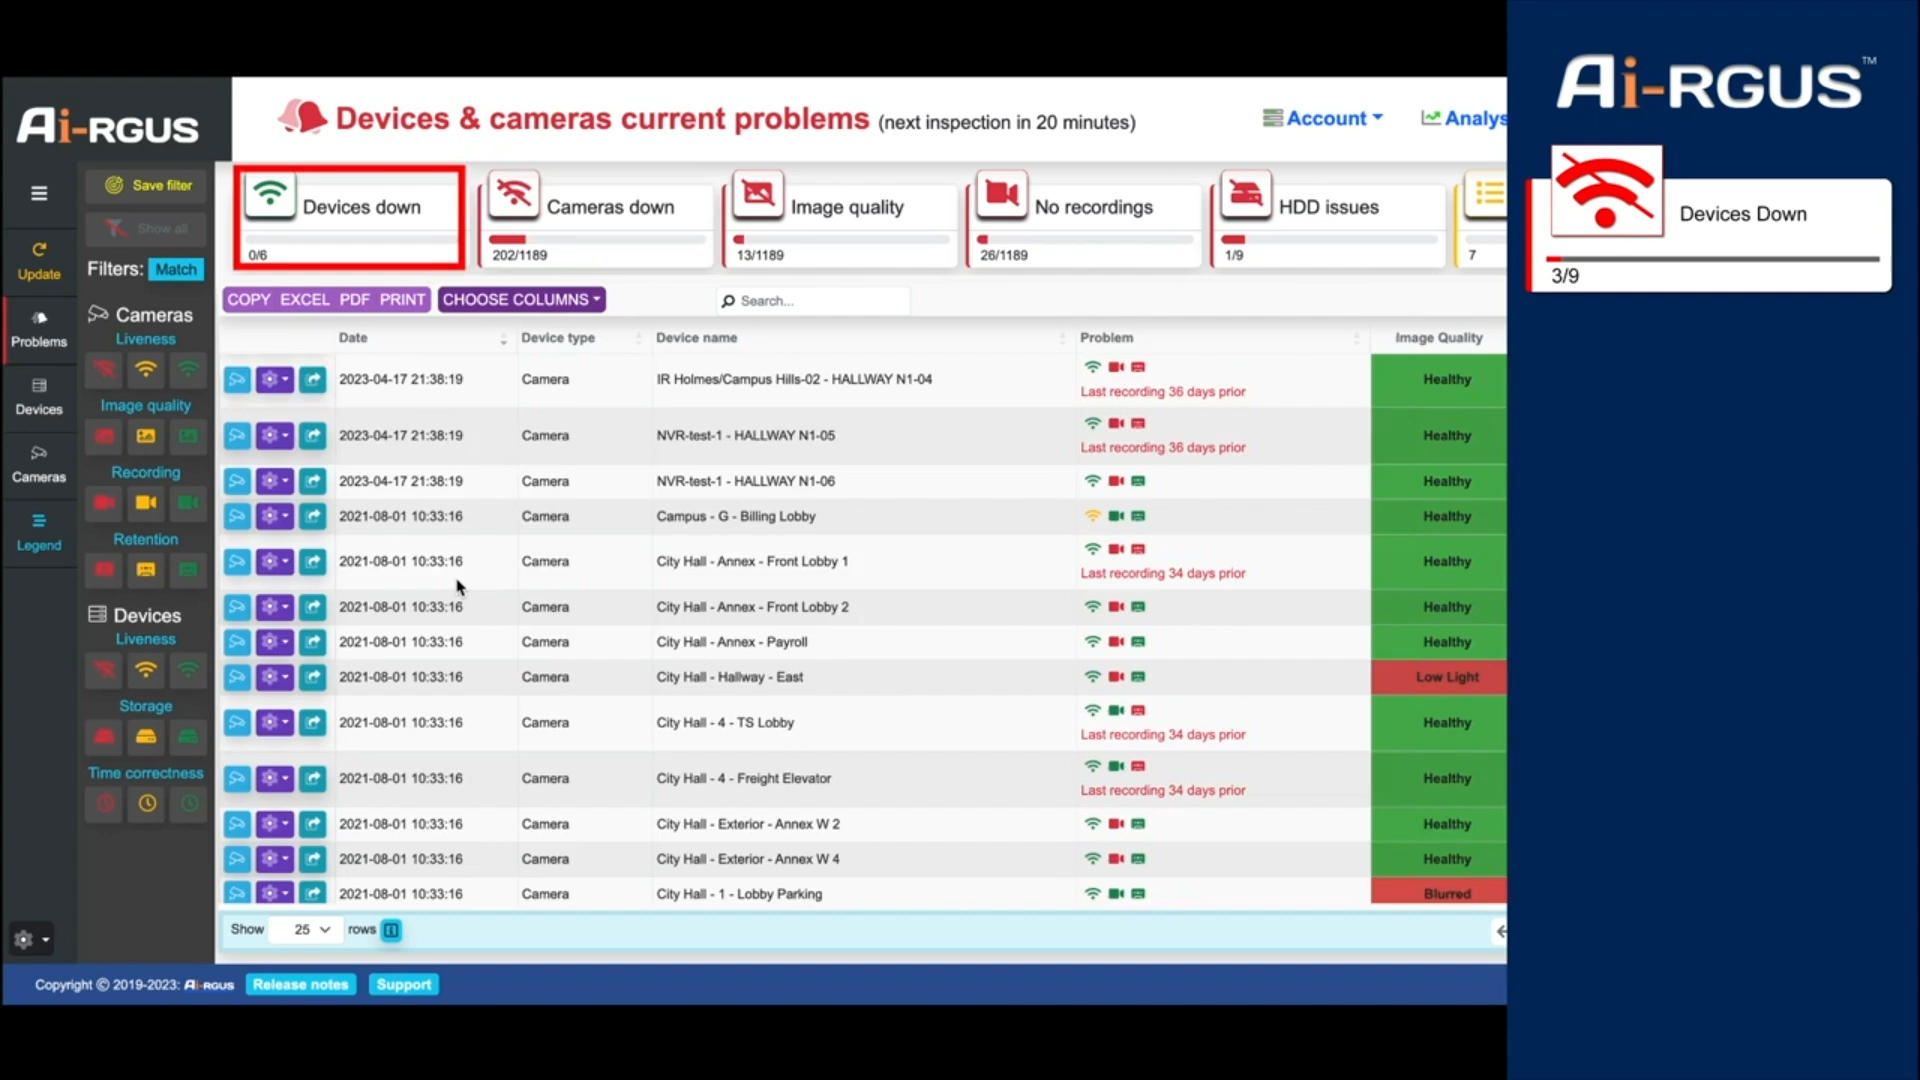 Ai-RGUS
Devices & cameras current problems (next inspection in 20 minutes)
Account
Analys
Save filter
Show all
Filters: Match
Cameras
Liveness
Image quality
Recording
Retention
Devices
Liveness
Storage
Time correctness
Update
Problems
Devices
Cameras
Legend
Devices down
0/6
Cameras down
202/1189
Image quality
13/1189
No recordings
26/1189
HDD issues
1/9
7
COPY EXCEL PDF PRINT CHOOSE COLUMNS Search...
Date Device type Device name Problem Image Quality
2023-04-17 21:38:19 Camera IR Holmes/Campus Hills-02 - HALLWAY N1-04 Last recording 36 days prior Healthy
2023-04-17 21:38:19 Camera NVR-test-1 - HALLWAY N1-05 Last recording 36 days prior Healthy
2023-04-17 21:38:19 Camera NVR-test-1 - HALLWAY N1-06 Healthy
2021-08-01 10:33:16 Camera Campus - G - Billing Lobby Healthy
2021-08-01 10:33:16 Camera City Hall - Annex - Front Lobby 1 Last recording 34 days prior Healthy
2021-08-01 10:33:16 Camera City Hall - Annex - Front Lobby 2 Healthy
2021-08-01 10:33:16 Camera City Hall - Annex - Payroll Healthy
2021-08-01 10:33:16 Camera City Hall - Hallway - East Low Light
2021-08-01 10:33:16 Camera City Hall - 4 - TS Lobby Last recording 34 days prior Healthy
2021-08-01 10:33:16 Camera City Hall - 4 - Freight Elevator Last recording 34 days prior Healthy
2021-08-01 10:33:16 Camera City Hall - Exterior - Annex W 2 Healthy
2021-08-01 10:33:16 Camera City Hall - Exterior - Annex W 4 Healthy
2021-08-01 10:33:16 Camera City Hall - 1 - Lobby Parking Blurred
Show 25 rows
Copyright © 2019-2023: Ai-RGUS Release notes Support
Ai-RGUS™
Devices Down
3/9